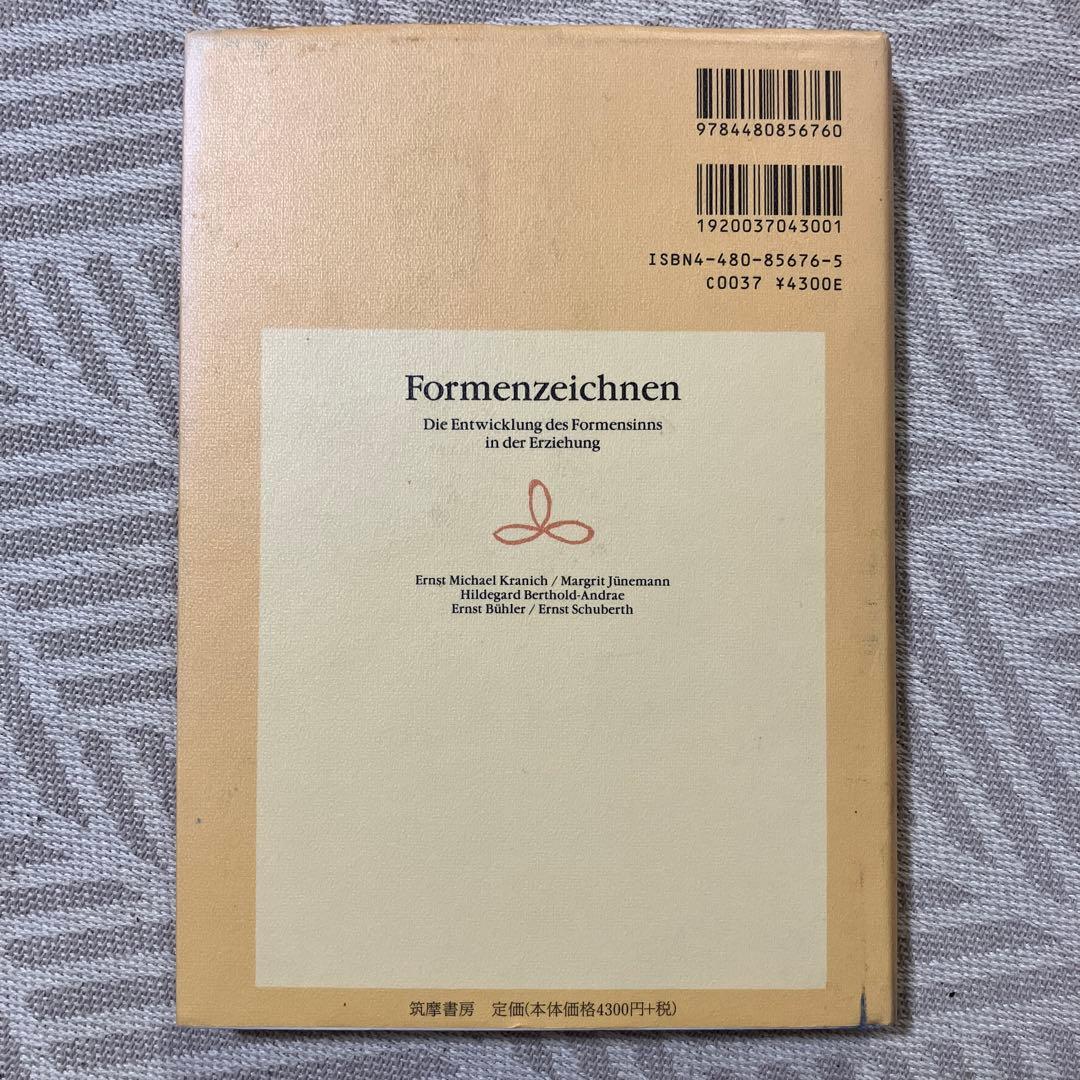 9784480856760
1920037043001
ISBN4-480-85676-5
C0037 ¥4300E
Formenzeichnen
Die Entwicklung des Formensinns
in der Erziehung
Ernst Michael Kranich / Margrit Jünemann
Hildegard Berthold-Andrae
Ernst Bühler / Ernst Schuberth
筑摩書房 定価(本体価格4300円+税)